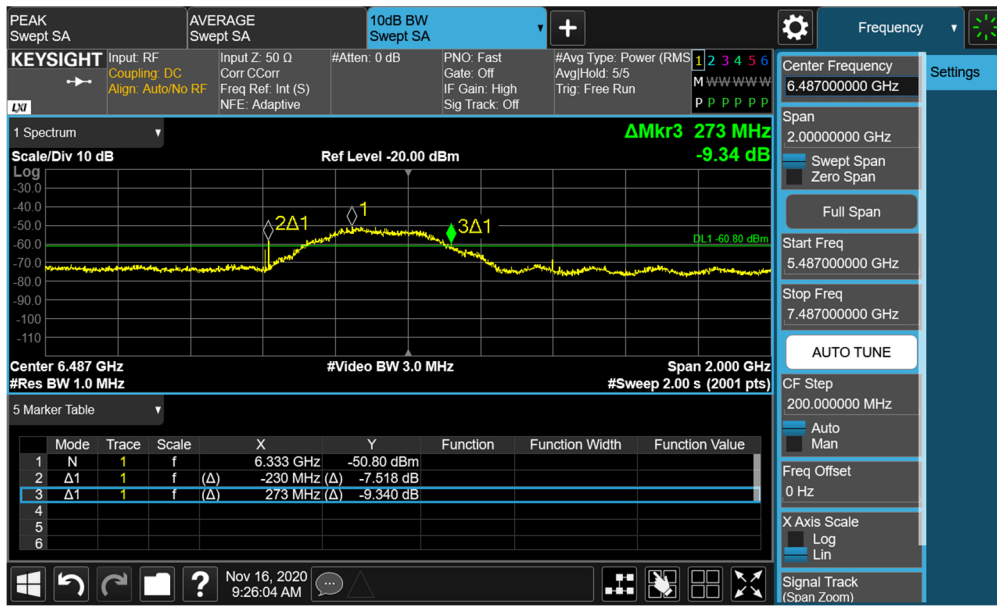 PEAK
Swept SA
AVERAGE
Swept SA
10dB BW
Swept SA
Frequency
KEYSIGHT
LXI
Input: RF
Coupling: DC
Align: Auto/No RF
Input Z: 50 Ω
Corr CCorr
Freq Ref: Int (S)
NFE: Adaptive
#Atten: 0 dB
PNO: Fast
Gate: Off
IF Gain: High
Sig Track: Off
#Avg Type: Power (RMS
Avg|Hold: 5/5
Trig: Free Run
1 2 3 4 5 6
M W W W W W
P P P P P P
1 Spectrum
ΔMkr3 273 MHz
-9.34 dB
Scale/Div 10 dB
Ref Level -20.00 dBm
Log
-30.0
-40.0
-50.0
-60.0
-70.0
-80.0
-90.0
-100
-110
2Δ1
1
3Δ1
DL1 -60.80 dBm
Center 6.487 GHz
#Video BW 3.0 MHz
Span 2.000 GHz
#Res BW 1.0 MHz
#Sweep 2.00 s (2001 pts)
5 Marker Table
Mode Trace Scale X Y Function Function Width Function Value
1 N 1 f 6.333 GHz -50.80 dBm
2 Δ1 1 f (Δ) -230 MHz (Δ) -7.518 dB
3 Δ1 1 f (Δ) 273 MHz (Δ) -9.340 dB
4
5
6
Nov 16, 2020
9:26:04 AM
Center Frequency
6.487000000 GHz
Settings
Span
2.00000000 GHz
Swept Span
Zero Span
Full Span
Start Freq
5.487000000 GHz
Stop Freq
7.487000000 GHz
AUTO TUNE
CF Step
200.000000 MHz
Auto
Man
Freq Offset
0 Hz
X Axis Scale
Log
Lin
Signal Track
(Span Zoom)